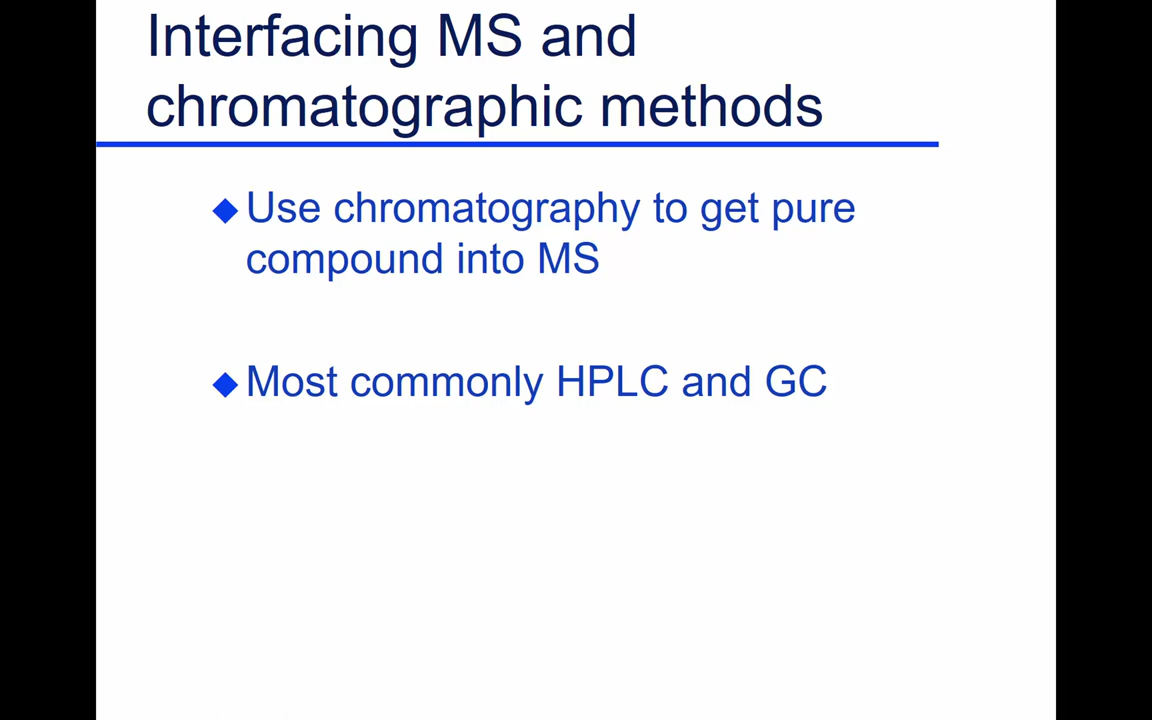 Interfacing MS and
chromatographic methods
◆Use chromatography to get pure
compound into MS
◆Most commonly HPLC and GC